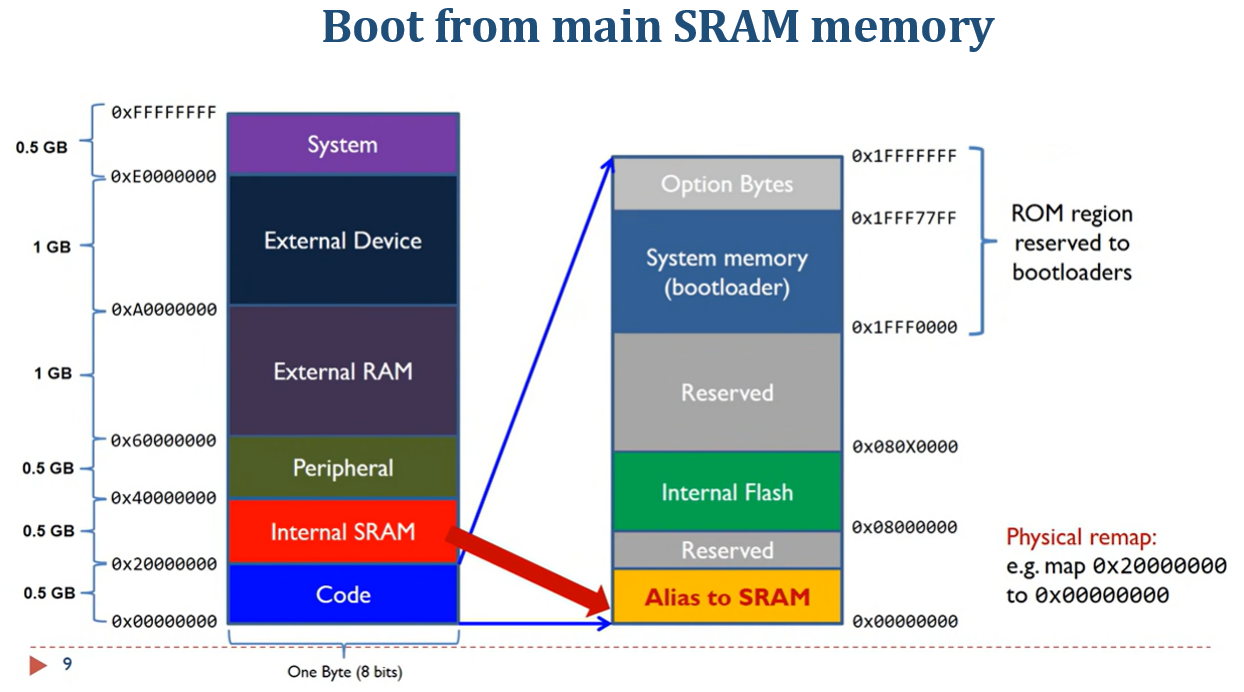 Boot from main SRAM memory
0xFFFFFFFF
0.5 GB
System
0xE0000000
1 GB
External Device
0xA0000000
1 GB
External RAM
0x60000000
0.5 GB
Peripheral
0x40000000
0.5 GB
Internal SRAM
0x20000000
0.5 GB
Code
0x00000000
One Byte (8 bits)
0x1FFFFFFF
Option Bytes
0x1FFF77FF
System memory
(bootloader)
0x1FFF0000
Reserved
0x080X0000
Internal Flash
0x08000000
Reserved
Alias to SRAM
0x00000000
ROM region
reserved to
bootloaders
Physical remap:
e.g. map 0x20000000
to 0x00000000
9